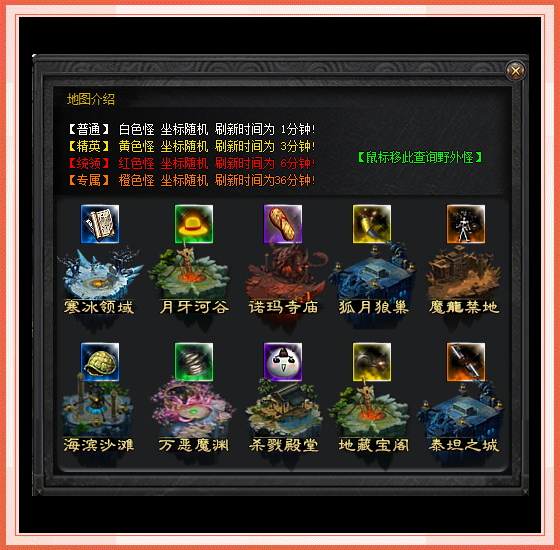 地图介绍
【普通】 白色怪 坐标随机 刷新时间为 1分钟!
【精英】 黄色怪 坐标随机 刷新时间为 3分钟!
【统领】 红色怪 坐标随机 刷新时间为 6分钟!
【专属】 橙色怪 坐标随机 刷新时间为36分钟!
【鼠标移此查询野外怪】
寒冰领域 月牙河谷 诺玛寺庙 狐月狼巢 魔龍禁地
海滨沙滩 万恶魔渊 杀戮殿堂 地藏宝阁 泰坦之城